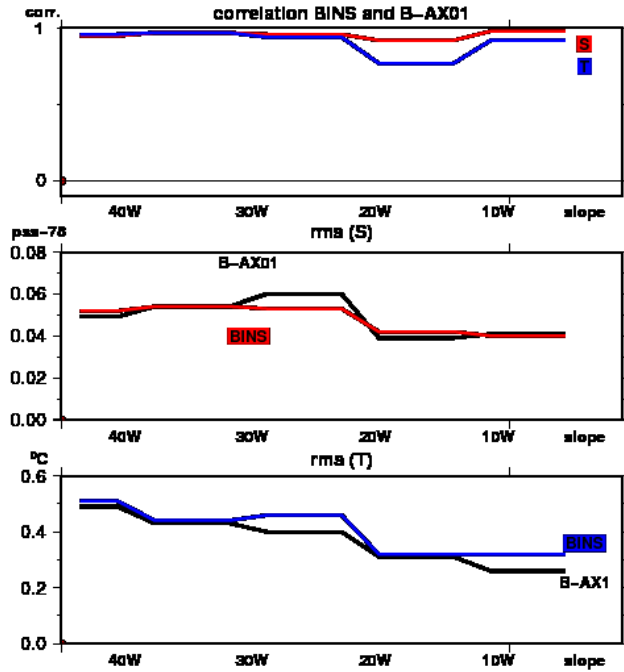 corr. correlation BINS and B-AX01
1
S
T
0
40W 30W 20W 10W slope
pss-78 rms (S)
0.08
B-AX01
0.06
0.04
BINS
0.02
0.00
40W 30W 20W 10W slope
ºC rms (T)
0.6
0.4
BINS
B-AX1
0.2
0.0
40W 30W 20W 10W slope